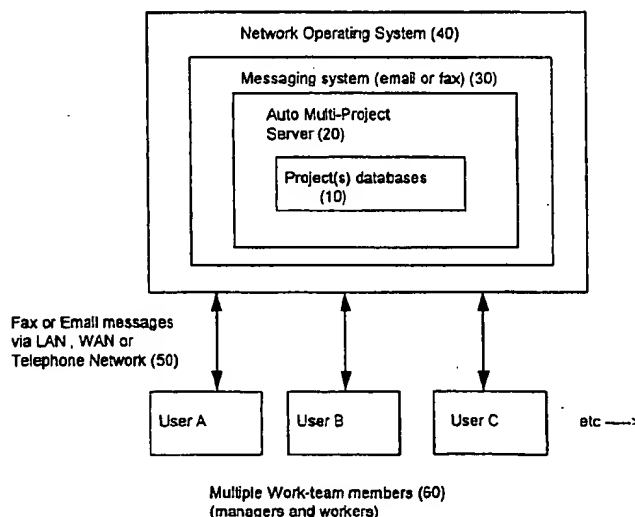 Network Operating System (40)
Messaging system (email or fax) (30)
Auto Multi-Project
Server (20)
Project(s) databases
(10)
Fax or Email messages
via LAN , WAN or
Telephone Network (50)
User A
User B
User C
etc
Multiple Work-team members (60)
(managers and workers)